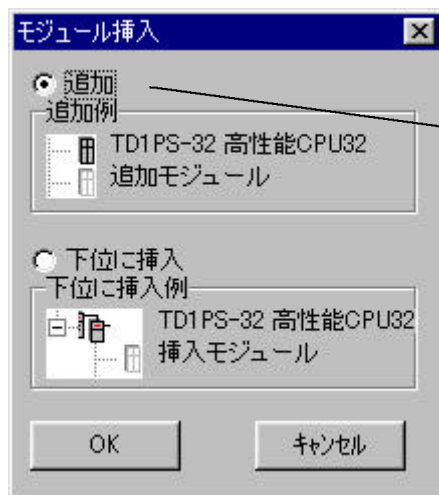 モジュール挿入
追加
追加例
TD1PS-32 高性能CPU32
追加モジュール
下位に挿入
下位に挿入例
TD1PS-32 高性能CPU32
挿入モジュール
OK
キャンセル